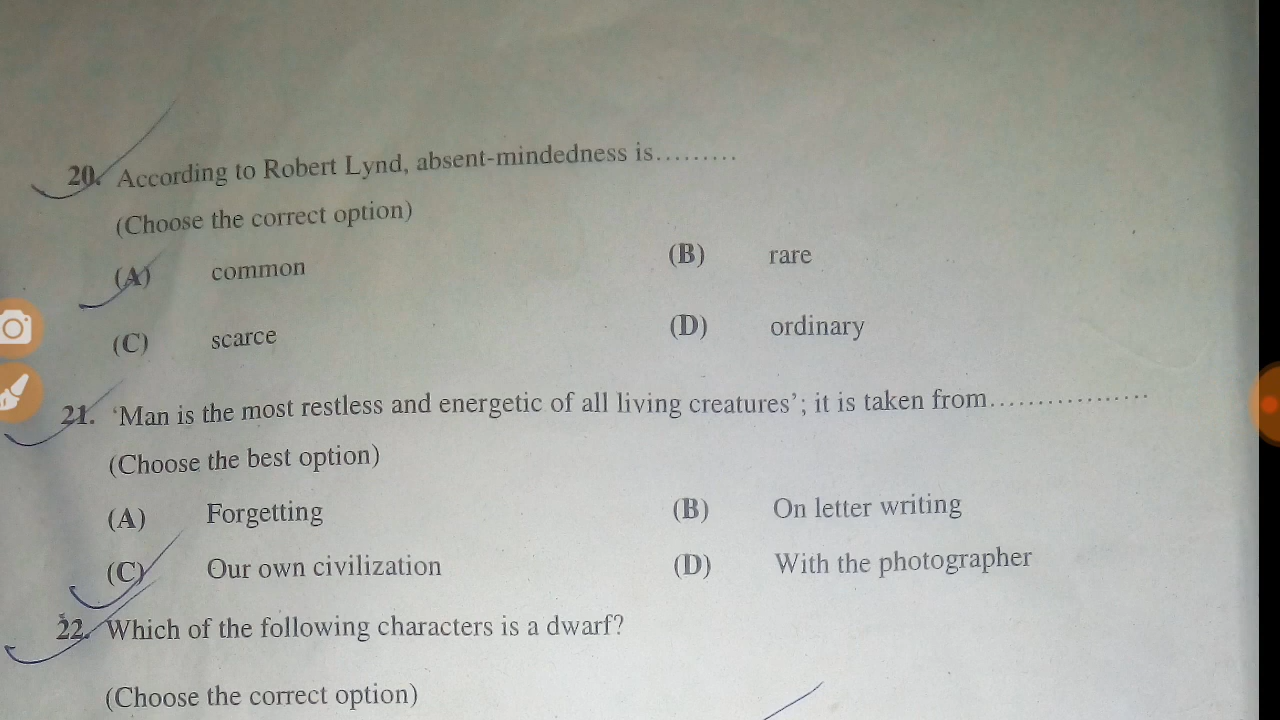 20. According to Robert Lynd, absent-mindedness is.........
(Choose the correct option)
(A) common (B) rare
(C) scarce (D) ordinary
21. 'Man is the most restless and energetic of all living creatures'; it is taken from.................
(Choose the best option)
(A) Forgetting (B) On letter writing
(C) Our own civilization (D) With the photographer
22. Which of the following characters is a dwarf?
(Choose the correct option)